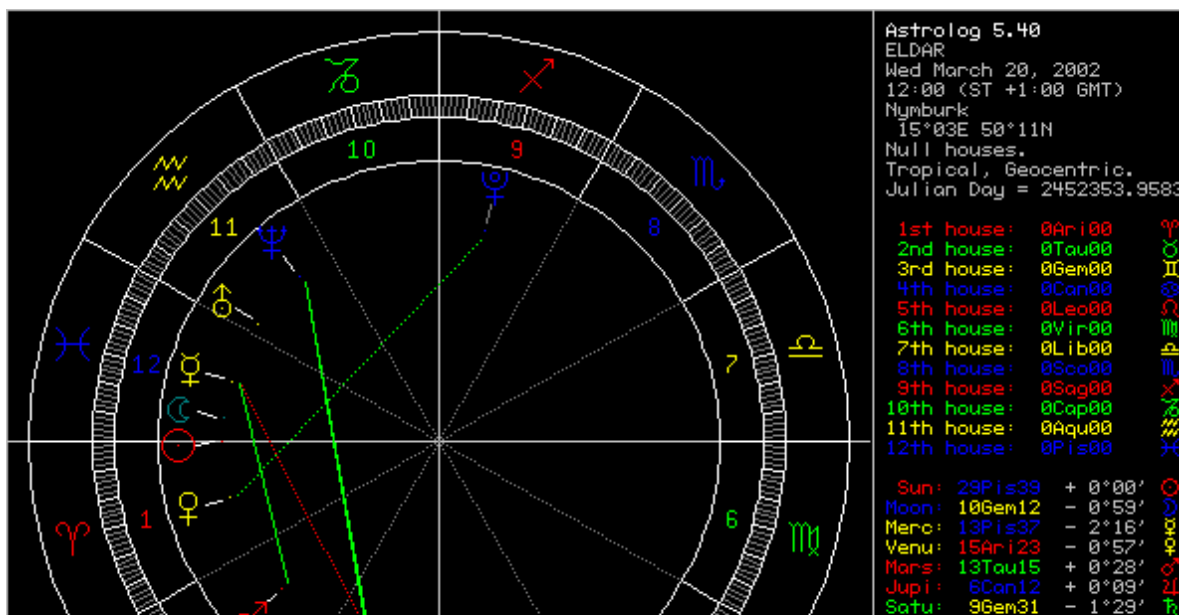 10
9
11
8
12
7
1
6
Astrolog 5.40
ELDAR
Wed March 20, 2002
12:00 (ST +1:00 GMT)
Nymburk
15°03E 50°11N
Null houses.
Tropical, Geocentric.
Julian Day = 2452353.9583
1st house: 0Ari00 ♈
2nd house: 0Tau00 ♉
3rd house: 0Gem00 ♊
4th house: 0Can00 ♋
5th house: 0Leo00 ♌
6th house: 0Vir00 ♍
7th house: 0Lib00 ♎
8th house: 0Sco00 ♏
9th house: 0Sag00 ♐
10th house: 0Cap00 ♑
11th house: 0Aqu00 ♒
12th house: 0Pis00 ♓
Sun: 29Pis39 + 0°00' ☉
Moon: 10Gem12 - 0°59' ☽
Merc: 13Pis37 - 2°16' ☿
Venu: 15Ari23 - 0°57' ♀
Mars: 13Tau15 + 0°28' ♂
Jupi: 6Can12 + 0°09' ♃
Satu: 9Gem31 - 1°29' ♄